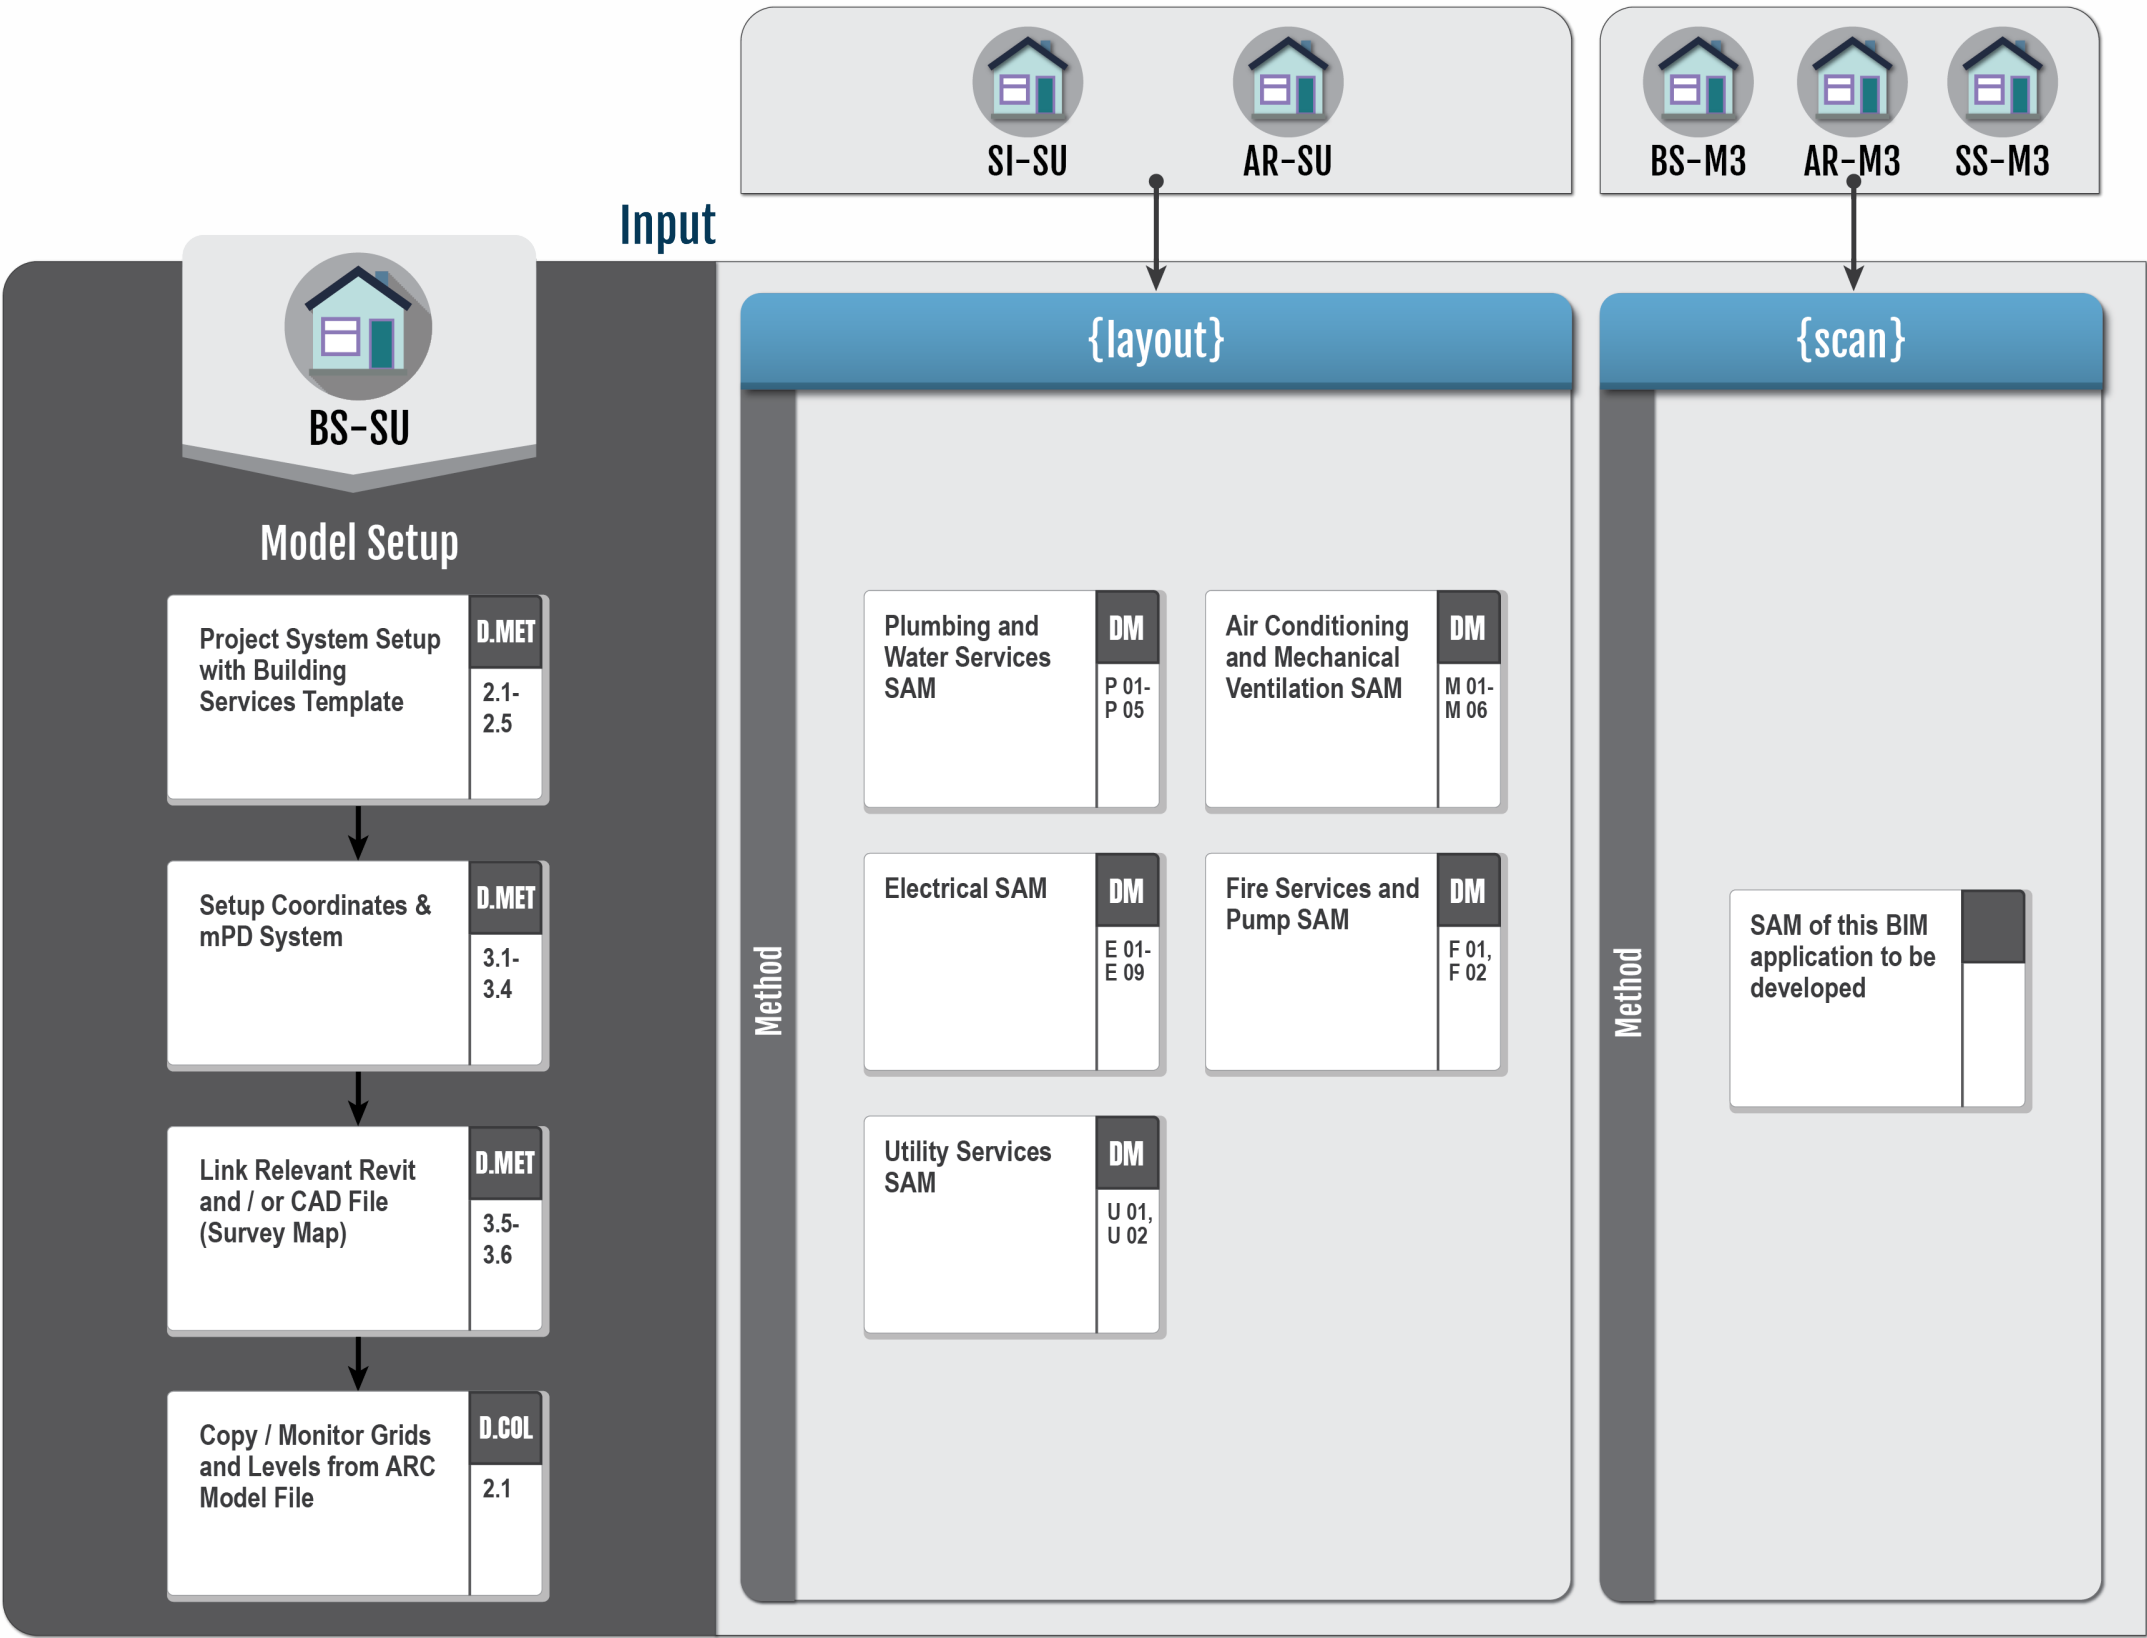 SI-SU
AR-SU
BS-M3
AR-M3
SS-M3
Input
BS-SU
Model Setup
Project System Setup
with Building
Services Template
D.MET
2.1-
2.5
Setup Coordinates &
mPD System
D.MET
3.1-
3.4
Link Relevant Revit
and / or CAD File
(Survey Map)
D.MET
3.5-
3.6
Copy / Monitor Grids
and Levels from ARC
Model File
D.COL
2.1
{layout}
Method
Plumbing and
Water Services
SAM
DM
P 01-
P 05
Air Conditioning
and Mechanical
Ventilation SAM
DM
M 01-
M 06
Electrical SAM
DM
E 01-
E 09
Fire Services and
Pump SAM
DM
F 01,
F 02
Utility Services
SAM
DM
U 01,
U 02
{scan}
Method
SAM of this BIM
application to be
developed